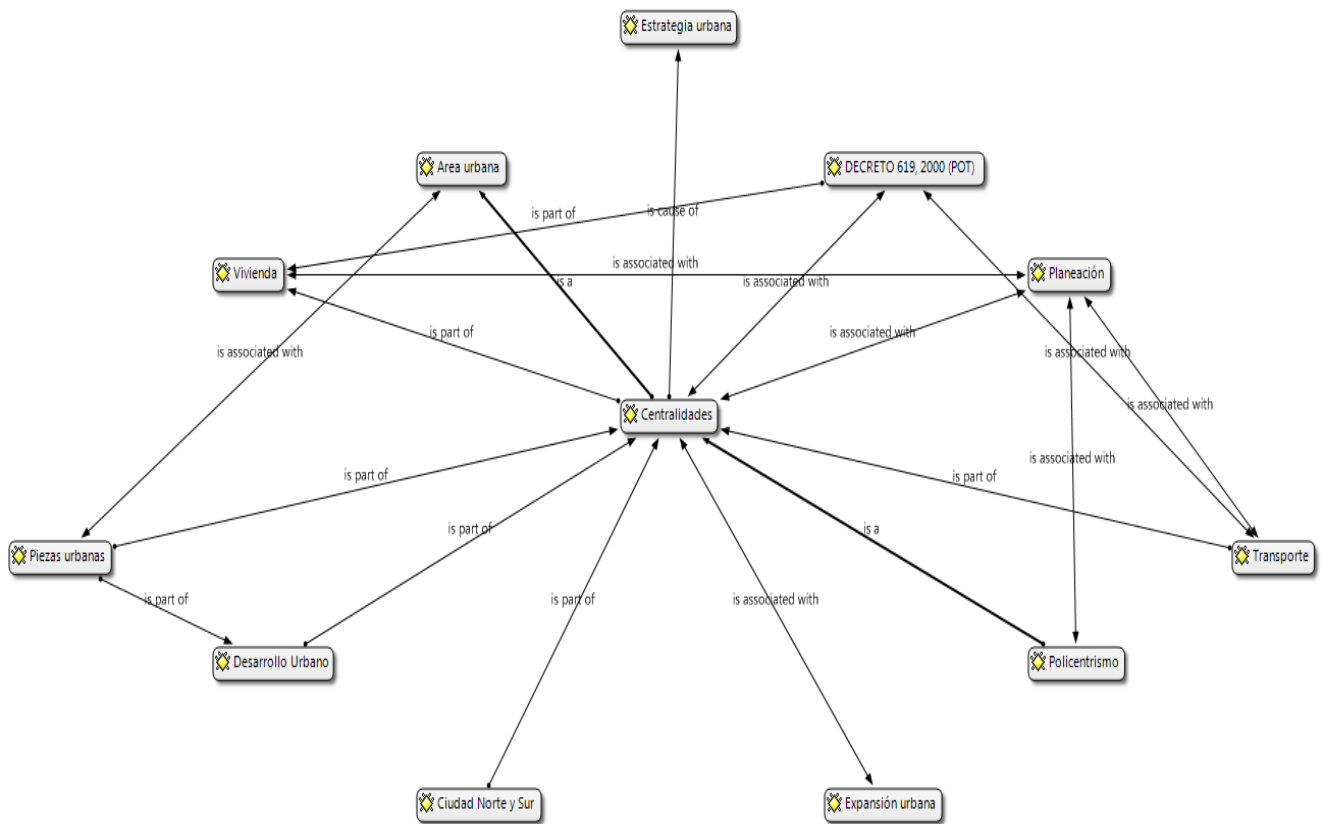 Estrategia urbana
Area urbana
DECRETO 619, 2000 (POT)
is part of
is cause of
is associated with
Vivienda
Planeación
is a
is associated with
is part of
is associated with
is associated with
is associated with
is associated with
Centralidades
is associated with
is part of
is part of
is part of
is a
is part of
Piezas urbanas
Transporte
is part of
is part of
is associated with
Desarrollo Urbano
Policentrismo
Ciudad Norte y Sur
Expansión urbana